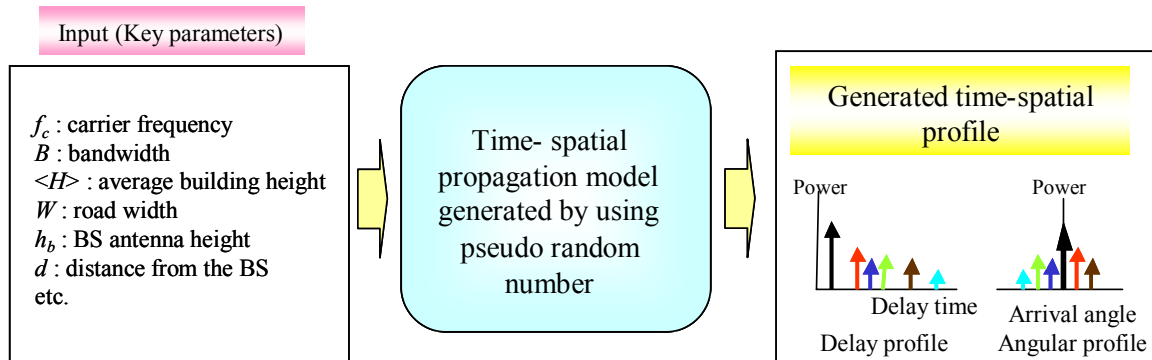 Input (Key parameters)
f_c : carrier frequency
B : bandwidth
<H> : average building height
W : road width
h_b : BS antenna height
d : distance from the BS
etc.
Time- spatial
propagation model
generated by using
pseudo random
number
Generated time-spatial
profile
Power
Delay time
Delay profile
Power
Arrival angle
Angular profile